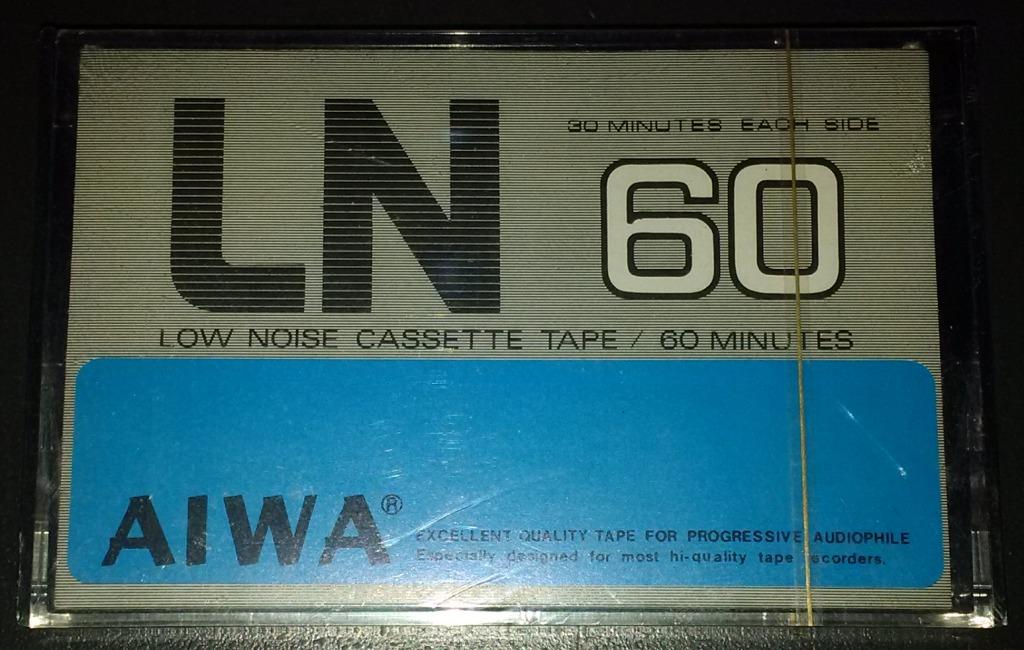 LN
30 MINUTES EACH SIDE
60
LOW NOISE CASSETTE TAPE / 60 MINUTES
AIWA®
EXCELLENT QUALITY TAPE FOR PROGRESSIVE AUDIOPHILE
Especially designed for most hi-quality tape recorders.